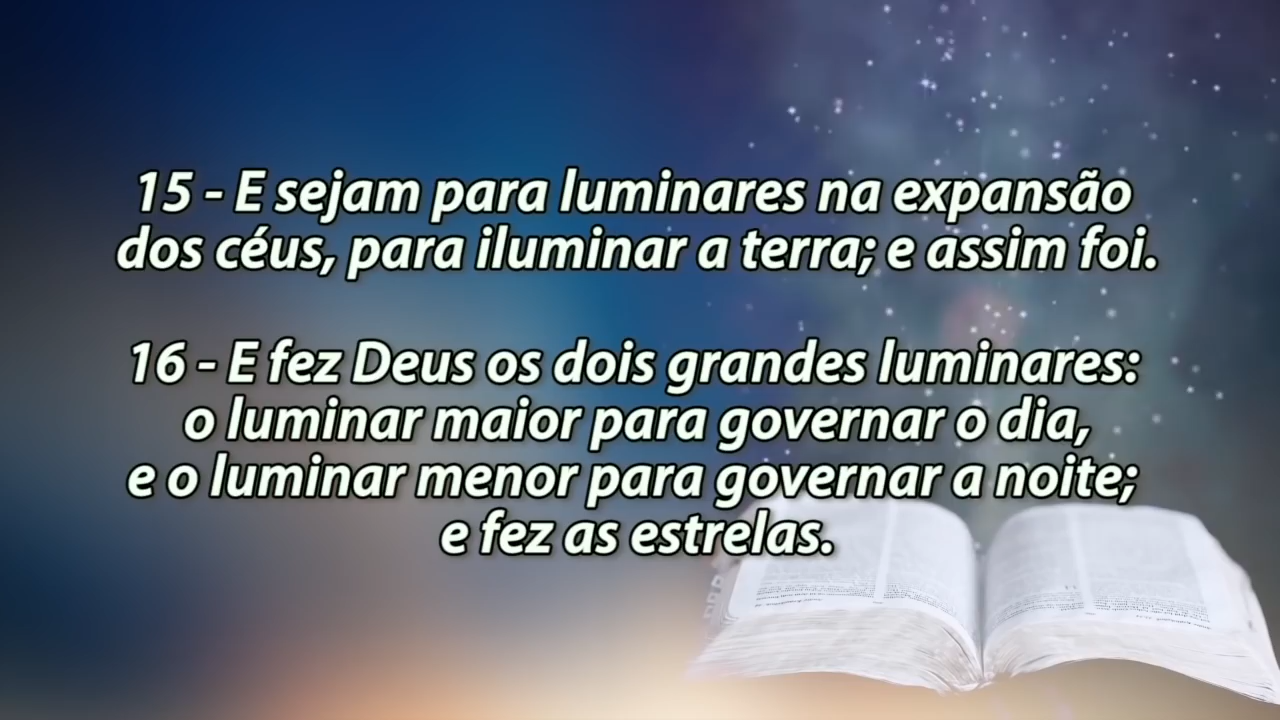 15 - E sejam para luminares na expansão
dos céus, para iluminar a terra; e assim foi.
16 - E fez Deus os dois grandes luminares:
o luminar maior para governar o dia,
e o luminar menor para governar a noite;
e fez as estrelas.